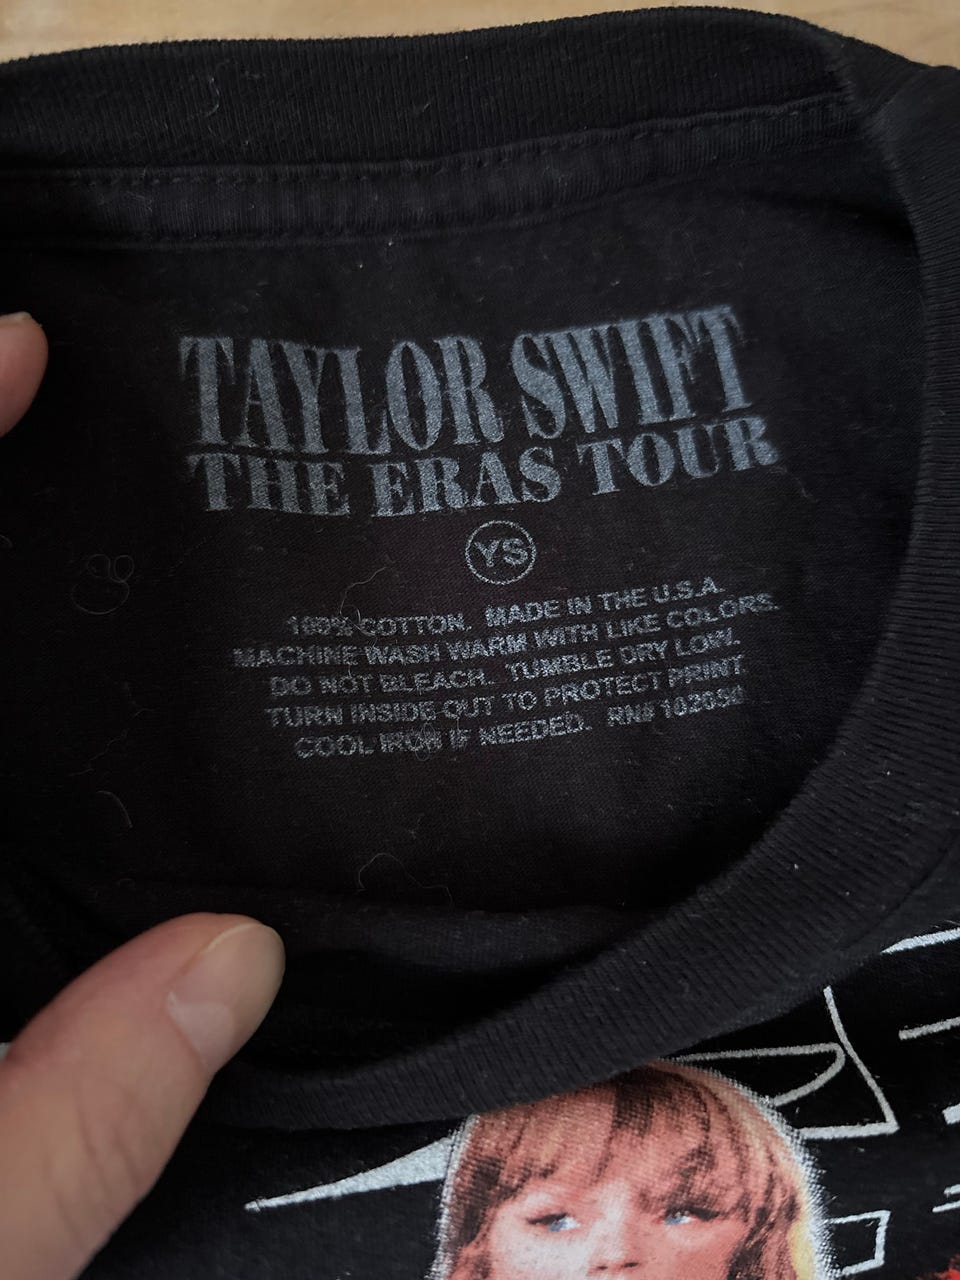 TAYLOR SWIFT
THE ERAS TOUR
YS
100% COTTON. MADE IN THE U.S.A.
MACHINE WASH WARM WITH LIKE COLORS.
DO NOT BLEACH. TUMBLE DRY LOW.
TURN INSIDE OUT TO PROTECT PRINT.
COOL IRON IF NEEDED. RN#